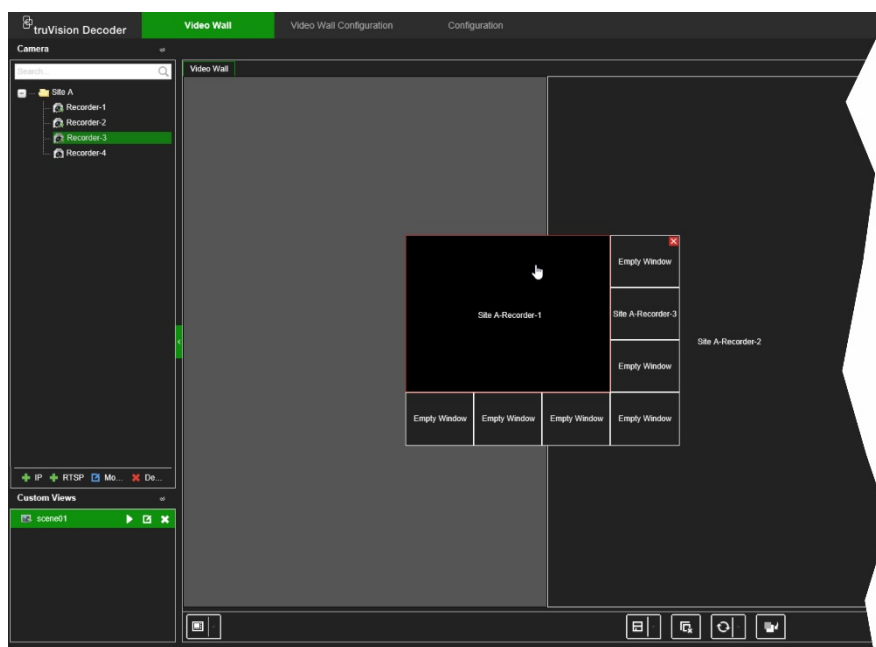 truVision Decoder
Video Wall
Video Wall Configuration
Configuration
Camera
Search...
Site A
Recorder-1
Recorder-2
Recorder-3
Recorder-4
IP
RTSP
Mo...
De...
Custom Views
scene01
Video Wall
Site A-Recorder-1
Empty Window
Site A-Recorder-3
Empty Window
Empty Window
Empty Window
Empty Window
Empty Window
Site A-Recorder-2